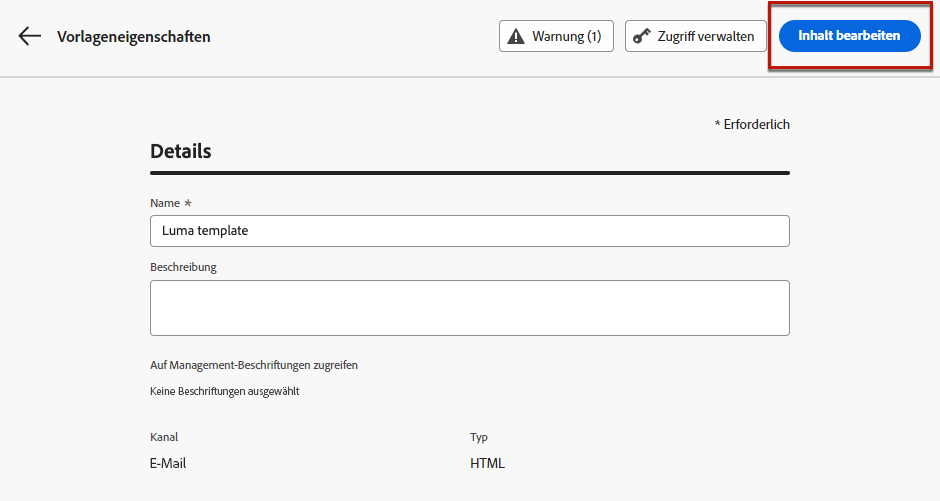 Vorlageneigenschaften
Warnung (1)
Zugriff verwalten
Inhalt bearbeiten
* Erforderlich
Details
Name *
Luma template
Beschreibung
Auf Management-Beschriftungen zugreifen
Keine Beschriftungen ausgewählt
Kanal
Typ
E-Mail
HTML